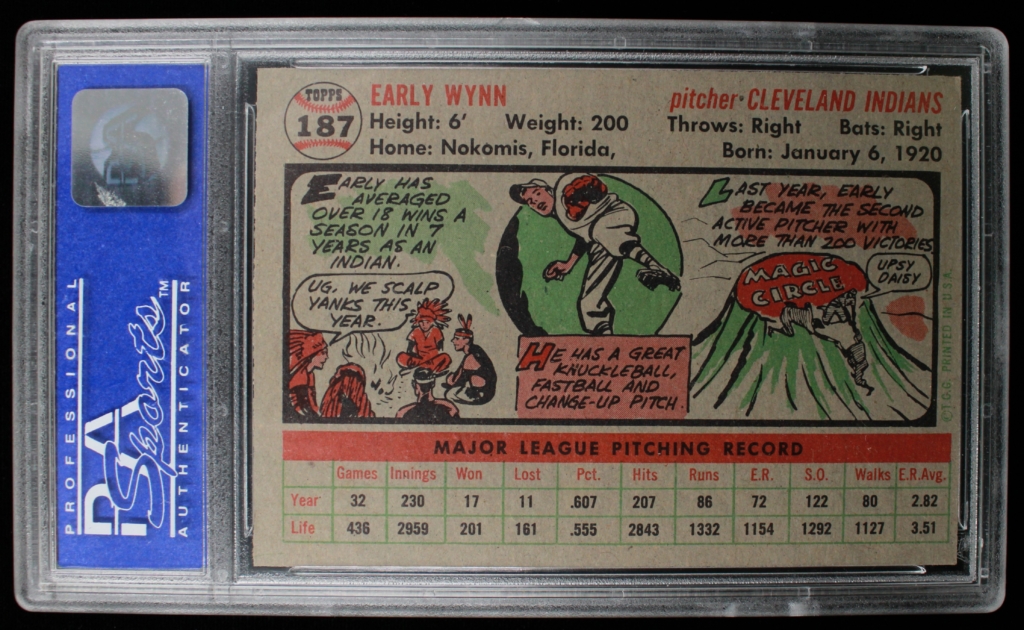 PROFESSIONAL
PSA
Sports™
AUTHENTICATOR
TOPPS
187
EARLY WYNN
pitcher·CLEVELAND INDIANS
Height: 6' Weight: 200 Throws: Right Bats: Right
Home: Nokomis, Florida, Born: January 6, 1920
EARLY HAS
AVERAGED
OVER 18 WINS A
SEASON IN 7
YEARS AS AN
INDIAN.
UG. WE SCALP
YANKS THIS
YEAR.
HE HAS A GREAT
KNUCKLEBALL,
FASTBALL AND
CHANGE-UP PITCH.
LAST YEAR, EARLY
BECAME THE SECOND
ACTIVE PITCHER WITH
MORE THAN 200 VICTORIES
MAGIC
CIRCLE
UPSY
DAISY
© T.C.G. PRINTED IN U.S.A.
MAJOR LEAGUE PITCHING RECORD
Games Innings Won Lost Pct. Hits Runs E.R. S.O. Walks E.R.Avg.
Year 32 230 17 11 .607 207 86 72 122 80 2.82
Life 436 2959 201 161 .555 2843 1332 1154 1292 1127 3.51